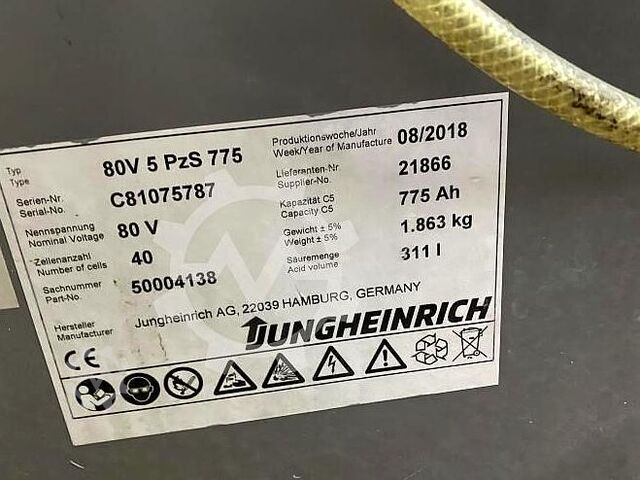 Typ
Type
80V 5 PzS 775
Produktionswoche/Jahr
Week/Year of Manufacture
08/2018
Serien-Nr.
Serial-No.
C81075787
Lieferanten-Nr.
Supplier-No.
21866
Nennspannung
Nominal Voltage
80 V
Kapazität C5
Capacity C5
775 Ah
Zellenanzahl
Number of cells
40
Gewicht ± 5%
Weight ± 5%
1.863 kg
Sachnummer
Part-No.
50004138
Säuremenge
Acid volume
311 l
Hersteller
Manufacturer
Jungheinrich AG, 22039 HAMBURG, GERMANY
JUNGHEINRICH
CE